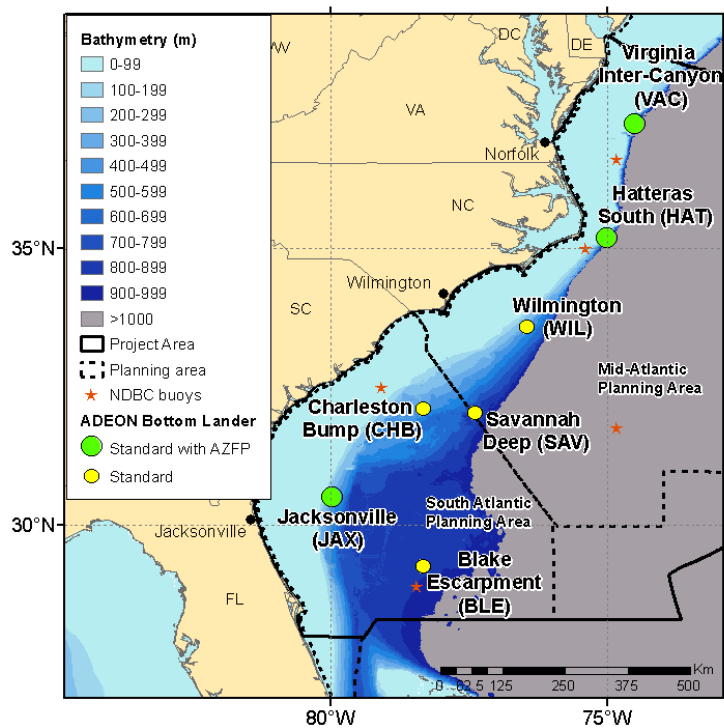 Bathymetry (m)
0-99
100-199
200-299
300-399
400-499
500-599
600-699
700-799
800-899
900-999
>1000
Project Area
Planning area
NDBC buoys
ADEON Bottom Lander
Standard with AZFP
Standard
DC
DE
VA
Norfolk
NC
Wilmington
SC
Jacksonville
FL
Virginia
Inter-Canyon
(VAC)
Hatteras
South (HAT)
Wilmington
(WIL)
Mid-Atlantic
Planning Area
Charleston
Bump (CHB)
Savannah
Deep (SAV)
South Atlantic
Planning Area
Jacksonville
(JAX)
Blake
Escarpment
(BLE)
35°N
30°N
35°N
30°N
Km
0 62.5 125 250 375 500
80°W
75°W